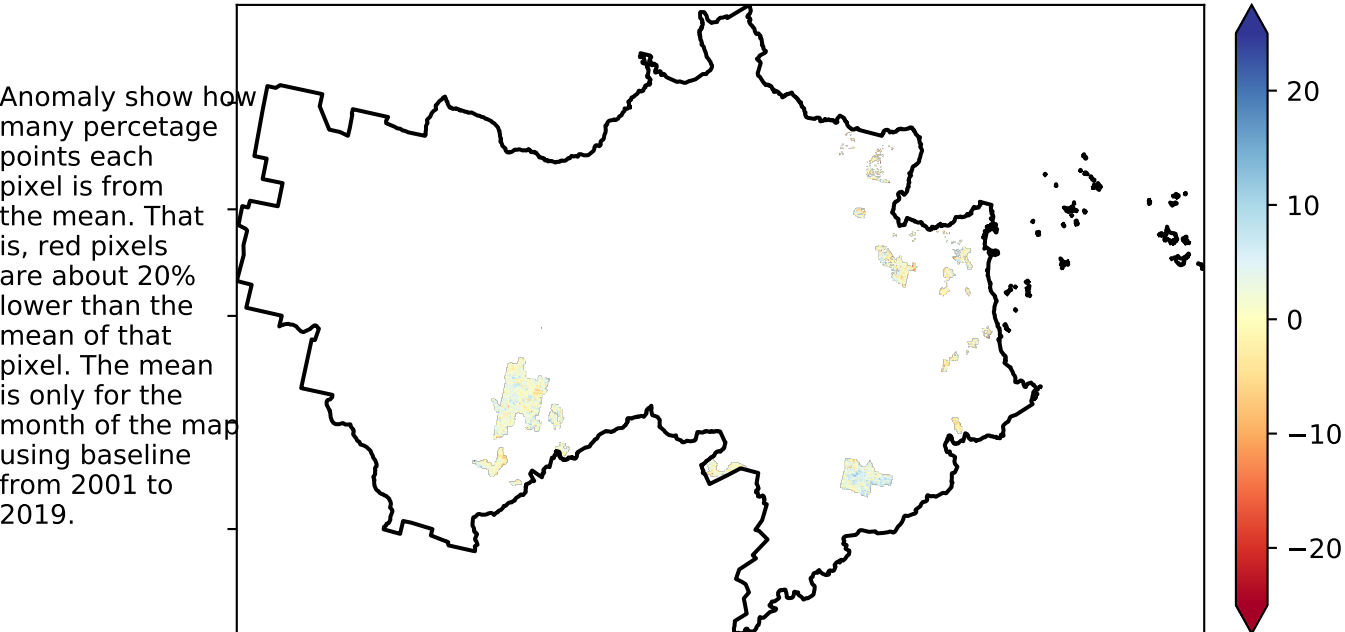 Anomaly show how
many percetage
points each
pixel is from
the mean. That
is, red pixels
are about 20%
lower than the
mean of that
pixel. The mean
is only for the
month of the map
using baseline
from 2001 to
2019.
20
10
0
−10
−20